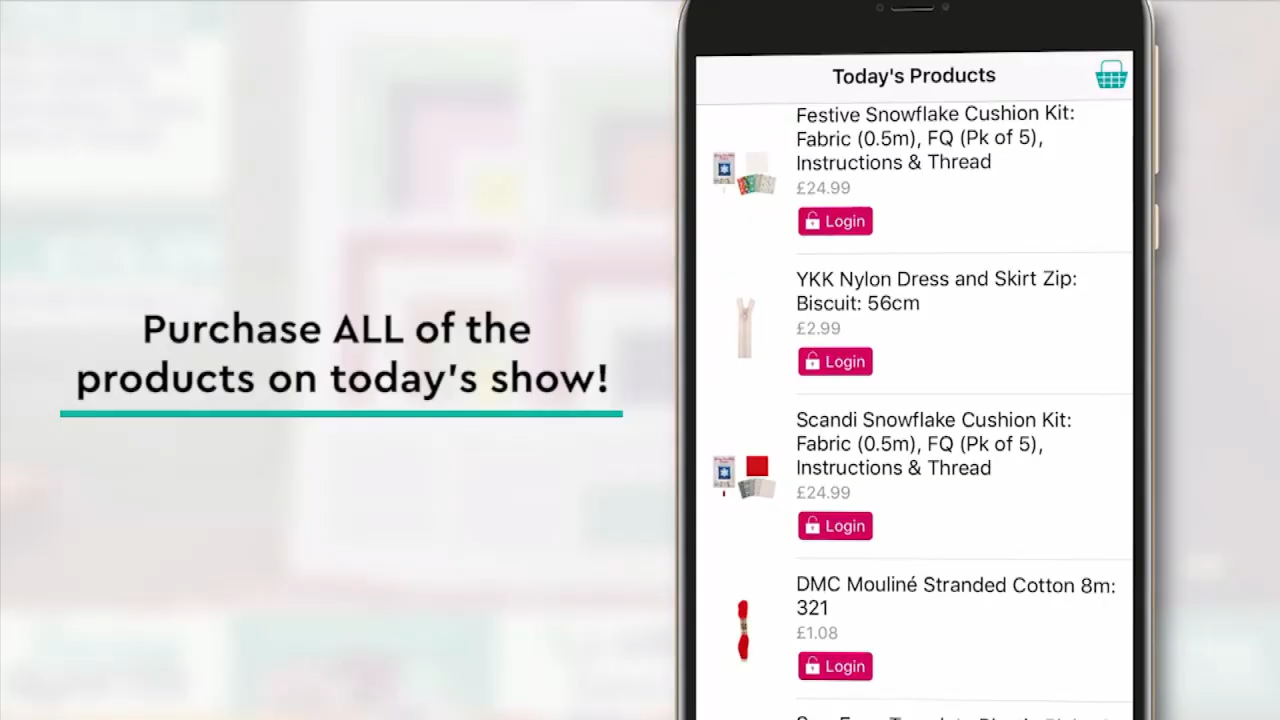 Purchase ALL of the
products on today's show!
Today's Products
Festive Snowflake Cushion Kit:
Fabric (0.5m), FQ (Pk of 5),
Instructions & Thread
£24.99
Login
YKK Nylon Dress and Skirt Zip:
Biscuit: 56cm
£2.99
Login
Scandi Snowflake Cushion Kit:
Fabric (0.5m), FQ (Pk of 5),
Instructions & Thread
£24.99
Login
DMC Mouliné Stranded Cotton 8m:
321
£1.08
Login